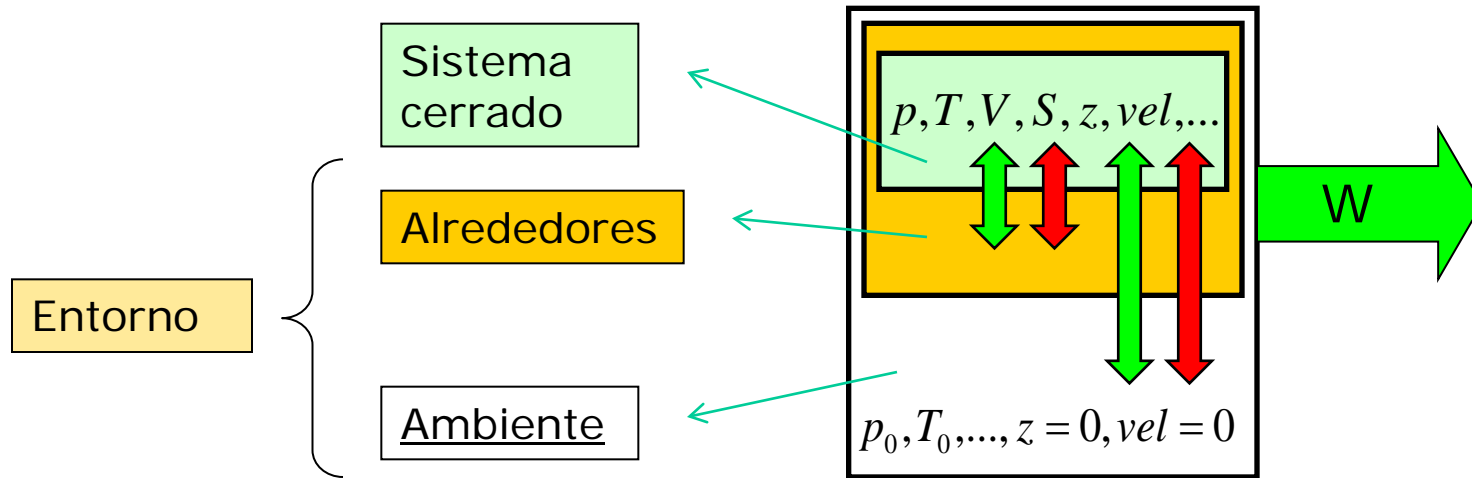 Sistema
cerrado
p,T,V,S,z,vel,...
W
Alrededores
Entorno
Ambiente
p₀,T₀,...,z=0,vel=0